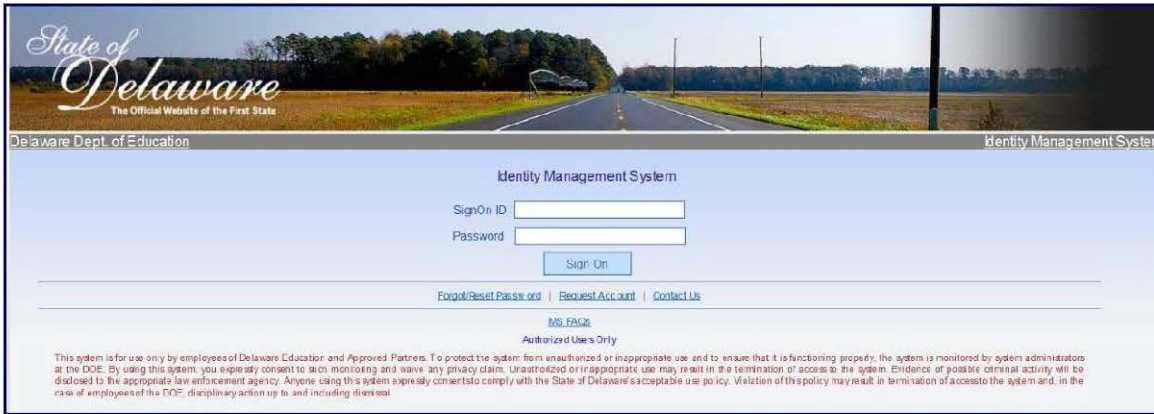 State of
Delaware
The Official Website of the First State
Delaware Dept. of Education Identity Management System
Identity Management System
SignOn ID
Password
Sign On
Forgot/Reset Password | Request Account | Contact Us
IMS FAQs
Authorized Users Only
This system is for use only by employees of Delaware Education and Approved Partners. To protect the system from unauthorized or inappropriate use and to ensure that it is functioning properly, the system is monitored by system administrators
at the DOE. By using this system, you expressly consent to such monitoring and waive any privacy claim. Unauthorized or inappropriate use may result in the termination of access to the system. Evidence of possible criminal activity will be
disclosed to the appropriate law enforcement agency. Anyone using this system expressly consents to comply with the State of Delaware's acceptable use policy. Violation of this policy may result in termination of access to the system and, in the
case of employees of the DOE, disciplinary action up to and including dismissal.